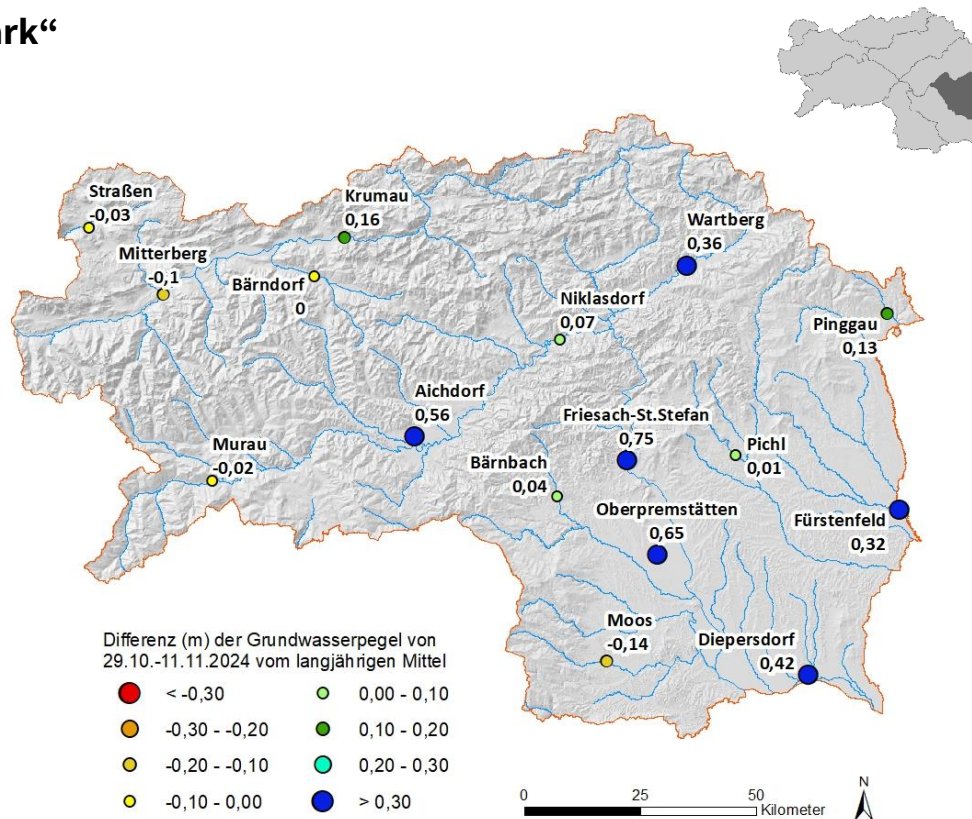 ark“
Straßen
-0,03
Krumau
0,16
Wartberg
0,36
Mitterberg
-0,1
Bärndorf
0
Niklasdorf
0,07
Pinggau
0,13
Aichdorf
0,56
Friesach-St.Stefan
0,75
Pichl
0,01
Murau
-0,02
Bärnbach
0,04
Oberpremstätten
0,65
Fürstenfeld
0,32
Moos
-0,14
Diepersdorf
0,42
Differenz (m) der Grundwasserpegel von
29.10.-11.11.2024 vom langjährigen Mittel
< -0,30
-0,30 - -0,20
-0,20 - -0,10
-0,10 - 0,00
0,00 - 0,10
0,10 - 0,20
0,20 - 0,30
> 0,30
0 25 50
Kilometer
N